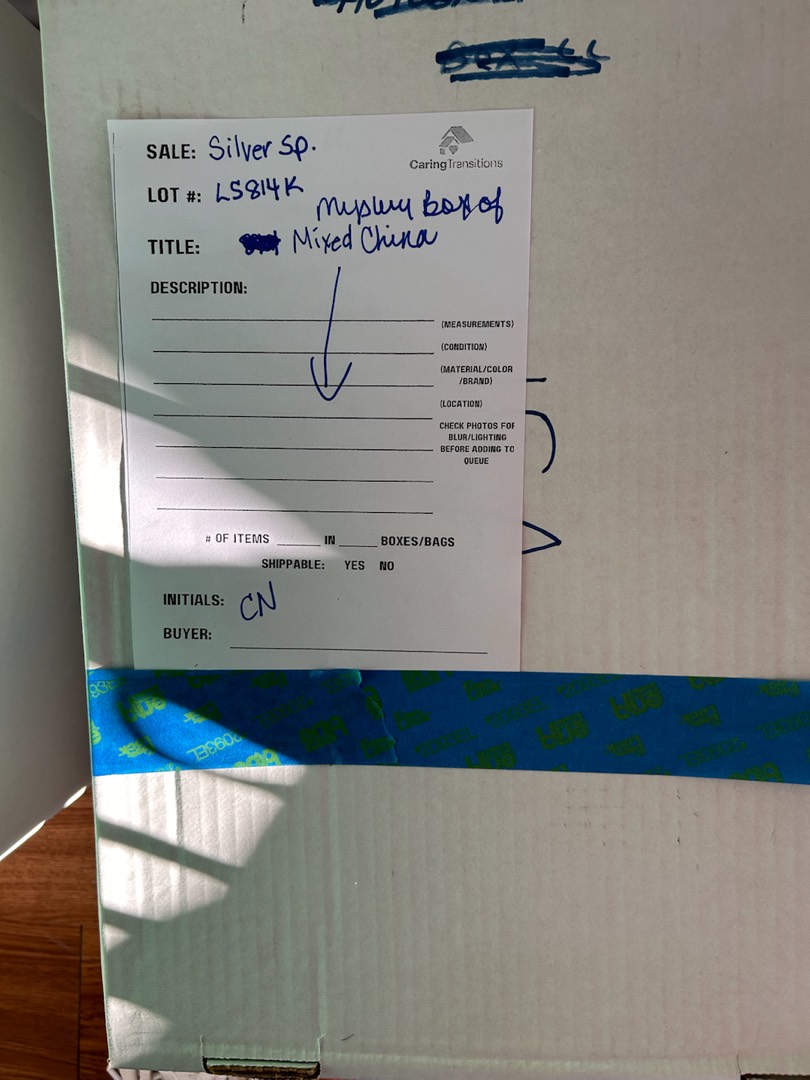 SALE: Silver Sp.
CaringTransitions
LOT #: LS814K
Mystery Box of
TITLE: Mixed China
DESCRIPTION:
(MEASUREMENTS)
(CONDITION)
(MATERIAL/COLOR
/BRAND)
(LOCATION)
CHECK PHOTOS FOR
BLUR/LIGHTING
BEFORE ADDING TO
QUEUE
# OF ITEMS ______ IN _____ BOXES/BAGS
SHIPPABLE: YES NO
INITIALS: CN
BUYER: